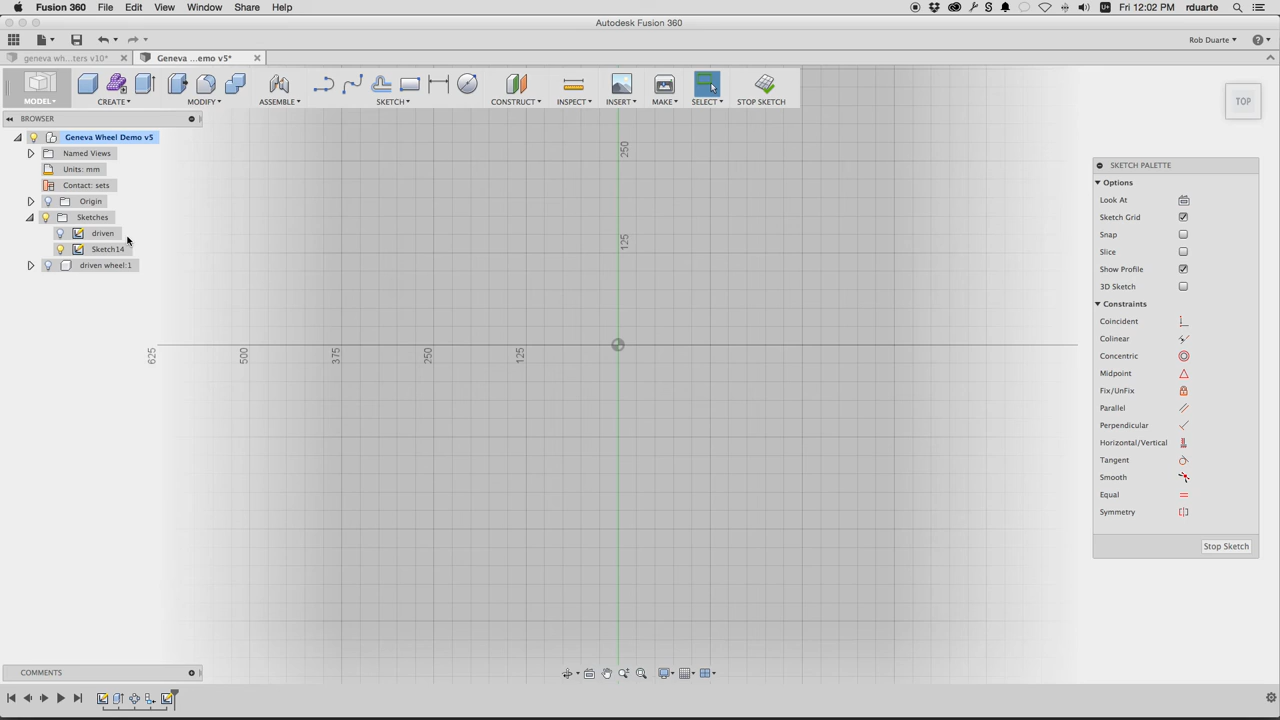 Fusion 360 File Edit View Window Share Help
Fri 12:02 PM rduarte
Autodesk Fusion 360
Rob Duarte
geneva wh...ters v10*
Geneva ...emo v5*
MODEL CREATE MODIFY ASSEMBLE SKETCH CONSTRUCT INSPECT INSERT MAKE SELECT STOP SKETCH
TOP
BROWSER
Geneva Wheel Demo v5
Named Views
Units: mm
Contact: sets
Origin
Sketches
driven
Sketch14
driven wheel:1
250
125
625 500 375 250 125
SKETCH PALETTE
Options
Look At
Sketch Grid
Snap
Slice
Show Profile
3D Sketch
Constraints
Coincident
Colinear
Concentric
Midpoint
Fix/UnFix
Parallel
Perpendicular
Horizontal/Vertical
Tangent
Smooth
Equal
Symmetry
Stop Sketch
COMMENTS